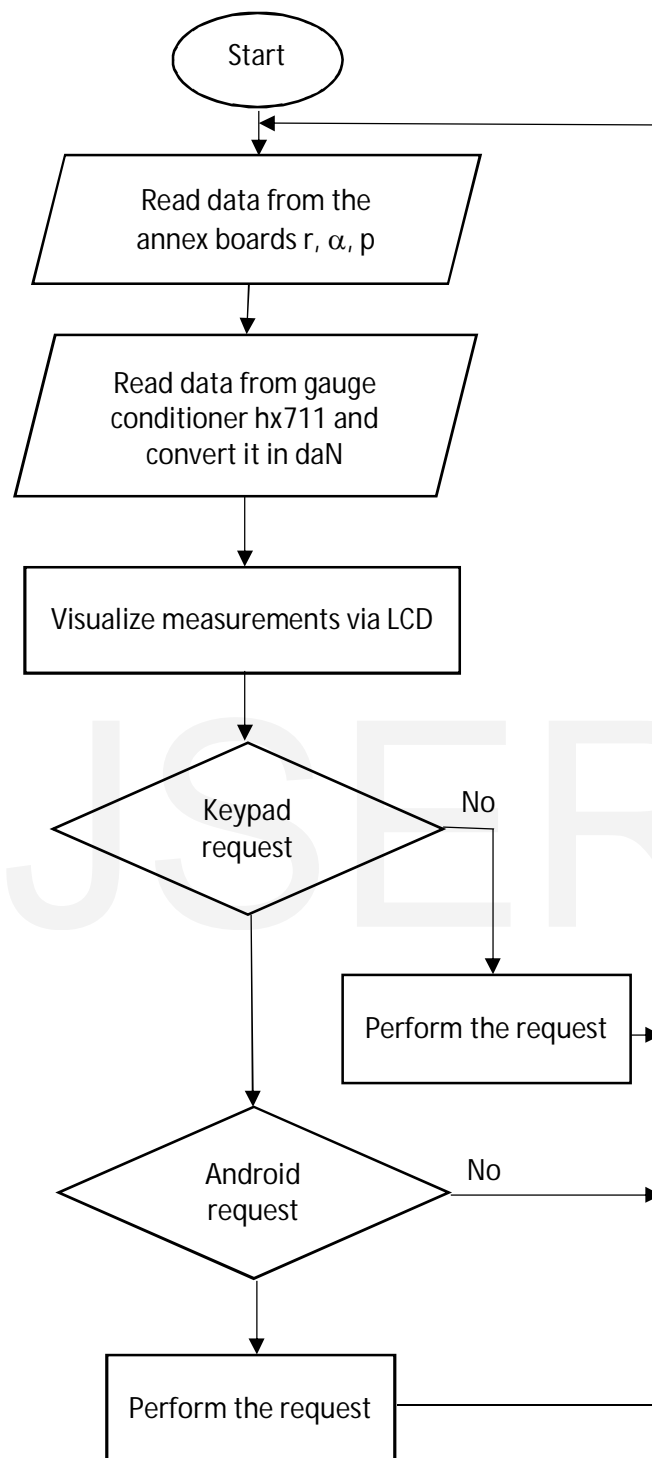 Start
Read data from the
annex boards r, α, p
Read data from gauge
conditioner hx711 and
convert it in daN
Visualize measurements via LCD
JSER
Keypad
request
No
Perform the request
Android
request
No
Perform the request